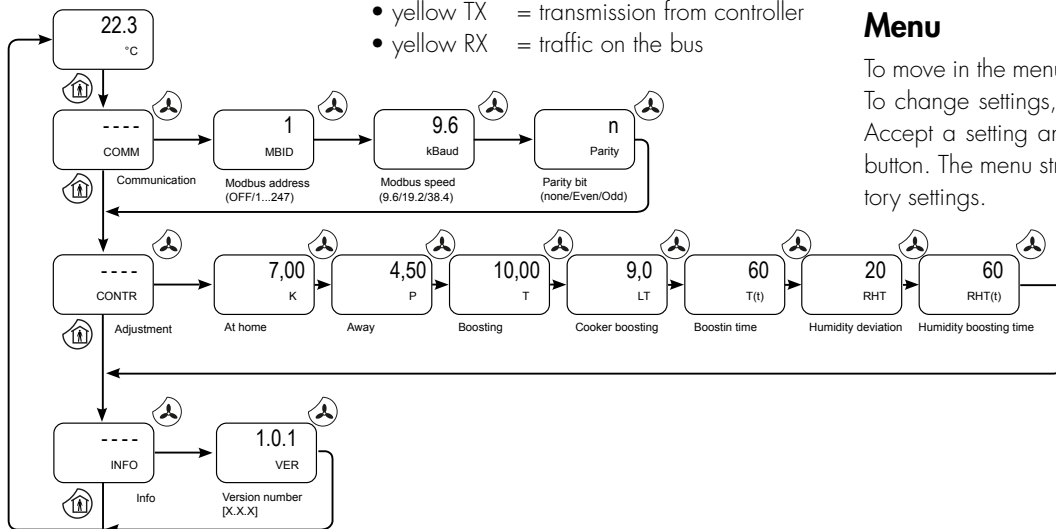 • yellow TX = transmission from controller
• yellow RX = traffic on the bus
Menu
To move in the menu
To change settings,
Accept a setting an
button. The menu str
tory settings.
22.3
°C
- - - -
COMM
Communication
1
MBID
Modbus address
(OFF/1...247)
9.6
kBaud
Modbus speed
(9.6/19.2/38.4)
n
Parity
Parity bit
(none/Even/Odd)
- - - -
CONTR
Adjustment
7,00
K
At home
4,50
P
Away
10,00
T
Boosting
9,0
LT
Cooker boosting
60
T(t)
Boostin time
20
RHT
Humidity deviation
60
RHT(t)
Humidity boosting time
- - - -
INFO
Info
1.0.1
VER
Version number
[X.X.X]